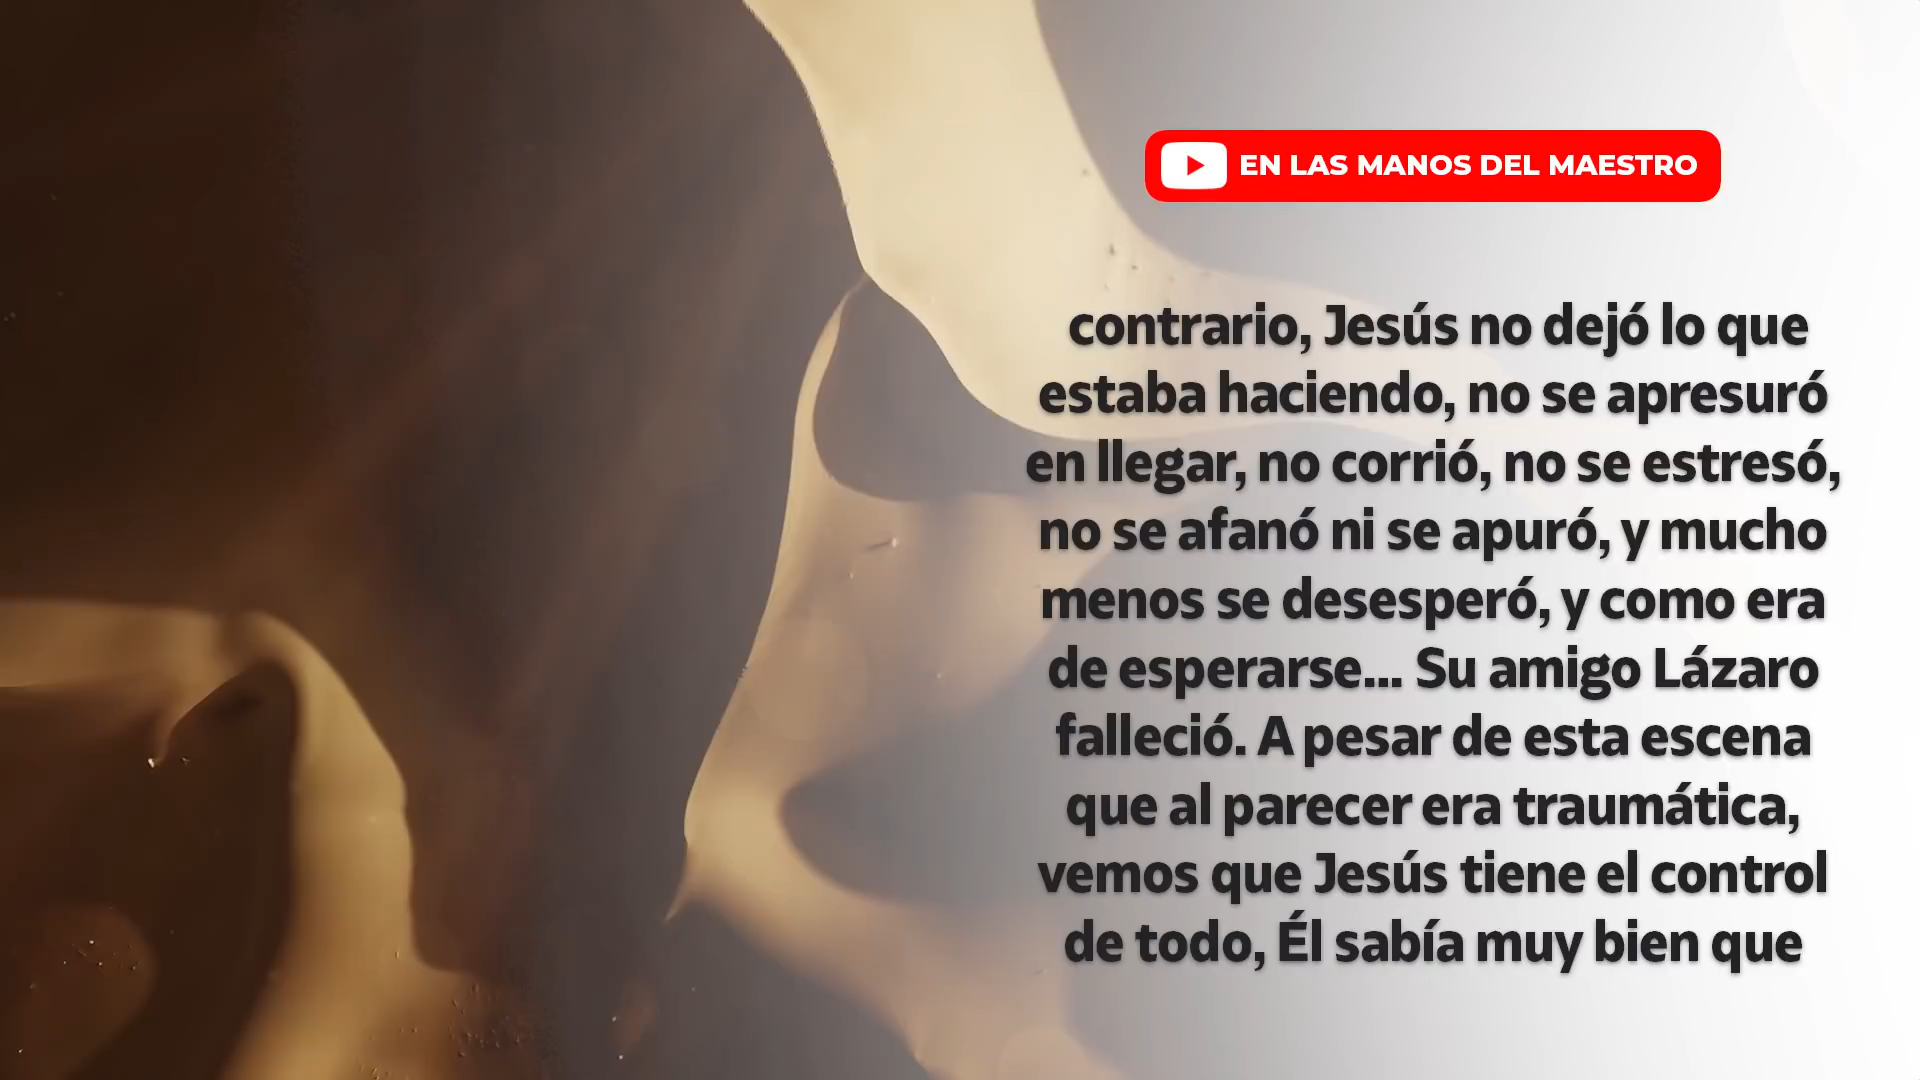 EN LAS MANOS DEL MAESTRO
contrario, Jesús no dejó lo que
estaba haciendo, no se apresuró
en llegar, no corrió, no se estresó,
no se afanó ni se apuró, y mucho
menos se desesperó, y como era
de esperarse... Su amigo Lázaro
falleció. A pesar de esta escena
que al parecer era traumática,
vemos que Jesús tiene el control
de todo, Él sabía muy bien que